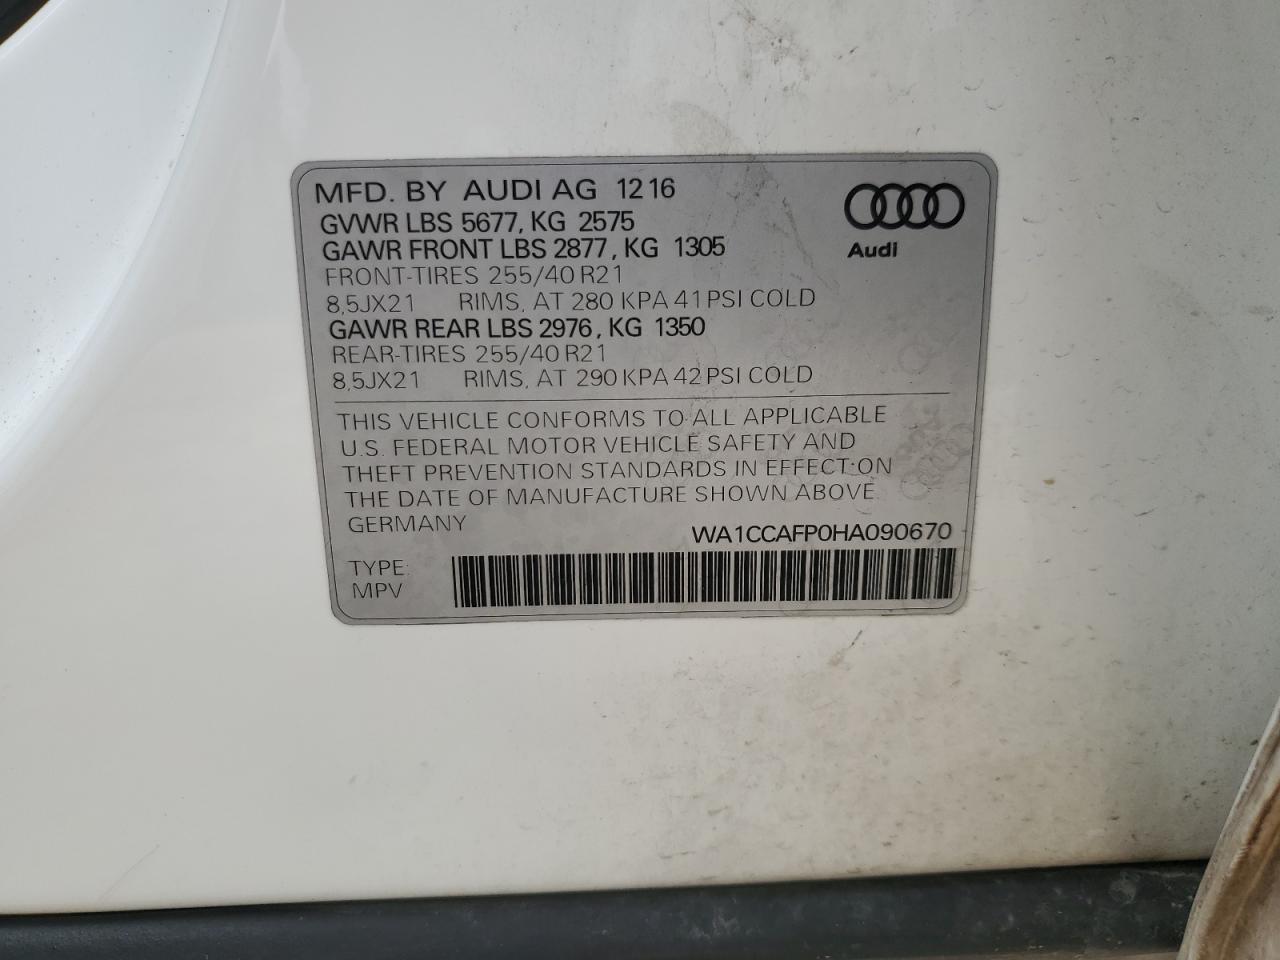 MFD. BY AUDI AG 12 16
GVWR LBS 5677, KG 2575
GAWR FRONT LBS 2877, KG 1305
FRONT-TIRES 255/40 R21
8,5JX21 RIMS, AT 280 KPA 41 PSI COLD
GAWR REAR LBS 2976, KG 1350
REAR-TIRES 255/40 R21
8,5JX21 RIMS, AT 290 KPA 42 PSI COLD
Audi
THIS VEHICLE CONFORMS TO ALL APPLICABLE
U.S. FEDERAL MOTOR VEHICLE SAFETY AND
THEFT PREVENTION STANDARDS IN EFFECT ON
THE DATE OF MANUFACTURE SHOWN ABOVE
GERMANY
WA1CCAFP0HA090670
TYPE:
MPV